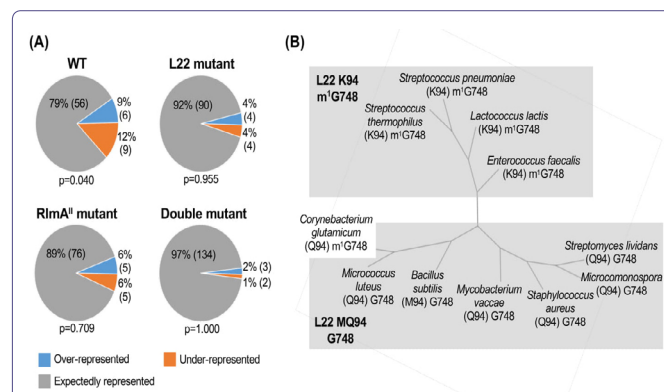 (A)
WT
79% (56)
9%
(6)
12%
(9)
p=0.040
L22 mutant
92% (90)
4%
(4)
4%
(4)
p=0.955
RlmAᴵᴵ mutant
89% (76)
6%
(5)
6%
(5)
p=0.709
Double mutant
97% (134)
2% (3)
1% (2)
p=1.000
Over-represented
Under-represented
Expectedly represented
(B)
L22 K94
m¹G748
Streptococcus pneumoniae
(K94) m¹G748
Streptococcus
thermophilus
(K94) m¹G748
Lactococcus lactis
(K94) m¹G748
Enterococcus faecalis
(K94) m¹G748
Corynebacterium
glutamicum
(Q94) m¹G748
Micrococcus
luteus
(Q94) G748
Bacillus
subtilis
(M94) G748
Mycobacterium
vaccae
(Q94) G748
Staphylococcus
aureus
(Q94) G748
Streptomyces lividans
(Q94) G748
Microcomonospora
(Q94) G748
L22 MQ94
G748